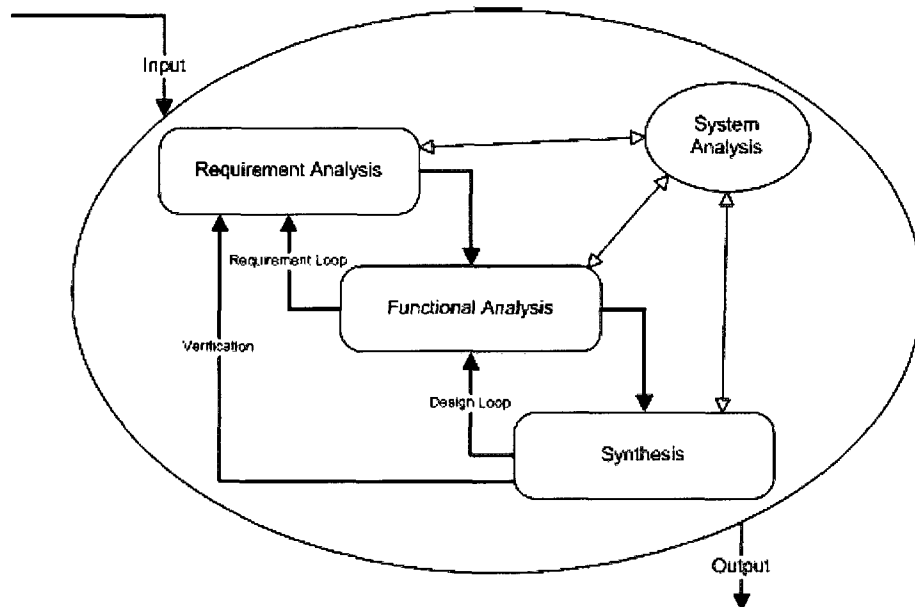 Input
System
Analysis
Requirement Analysis
Requirement Loop
Functional Analysis
Verification
Design Loop
Synthesis
Output